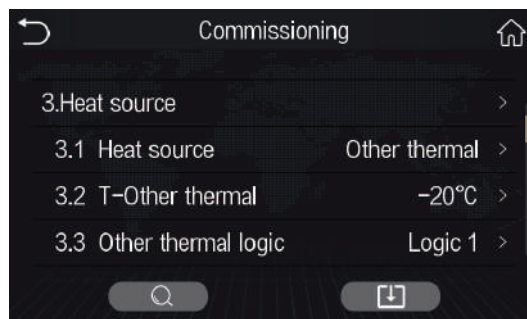 Commissioning
3.Heat source
3.1 Heat source Other thermal
3.2 T-Other thermal -20°C
3.3 Other thermal logic Logic 1